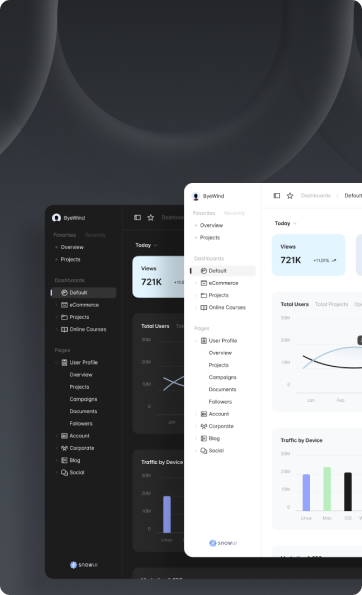 ByeWind
Dashboards
Favorites Recently
Overview
Projects
Today
Dashboards
Default
eCommerce
Projects
Online Courses
Views
721K
Pages
User Profile
Overview
Projects
Campaigns
Documents
Followers
Account
Corporate
Blog
Social
Total Users
30M
20M
10M
0
Jan
Traffic by Device
30M
20M
10M
0
Linux
snowUI
ByeWind
Dashboards / Default
Favorites Recently
Overview
Projects
Today
Dashboards
Default
eCommerce
Projects
Online Courses
Views
721K +11.01%
Pages
User Profile
Overview
Projects
Campaigns
Documents
Followers
Account
Corporate
Blog
Social
Total Users Total Projects
30M
20M
10M
0
Jan Feb
Traffic by Device
30M
20M
10M
0
Linux Mac iOS
snowUI